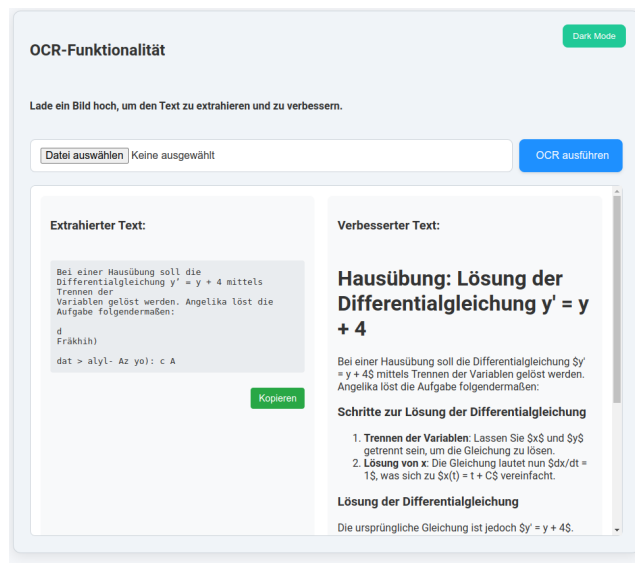 OCR-Funktionalität
Dark Mode
Lade ein Bild hoch, um den Text zu extrahieren und zu verbessern.
Datei auswählen Keine ausgewählt
OCR ausführen
Extrahierter Text:
Bei einer Hausübung soll die
Differentialgleichung y' = y + 4 mittels
Trennen der
Variablen gelöst werden. Angelika löst die
Aufgabe folgendermaßen:
d
Fräkhih)
dat > alyl- Az yo): c A
Kopieren
Verbesserter Text:
Hausübung: Lösung der
Differentialgleichung y' = y
+ 4
Bei einer Hausübung soll die Differentialgleichung $y'
= y + 4$ mittels Trennen der Variablen gelöst werden.
Angelika löst die Aufgabe folgendermaßen:
Schritte zur Lösung der Differentialgleichung
1. Trennen der Variablen: Lassen Sie $x$ und $y$
getrennt sein, um die Gleichung zu lösen.
2. Lösung von x: Die Gleichung lautet nun $dx/dt =
1$, was sich zu $x(t) = t + C$ vereinfacht.
Lösung der Differentialgleichung
Die ursprüngliche Gleichung ist jedoch $y' = y + 4$.